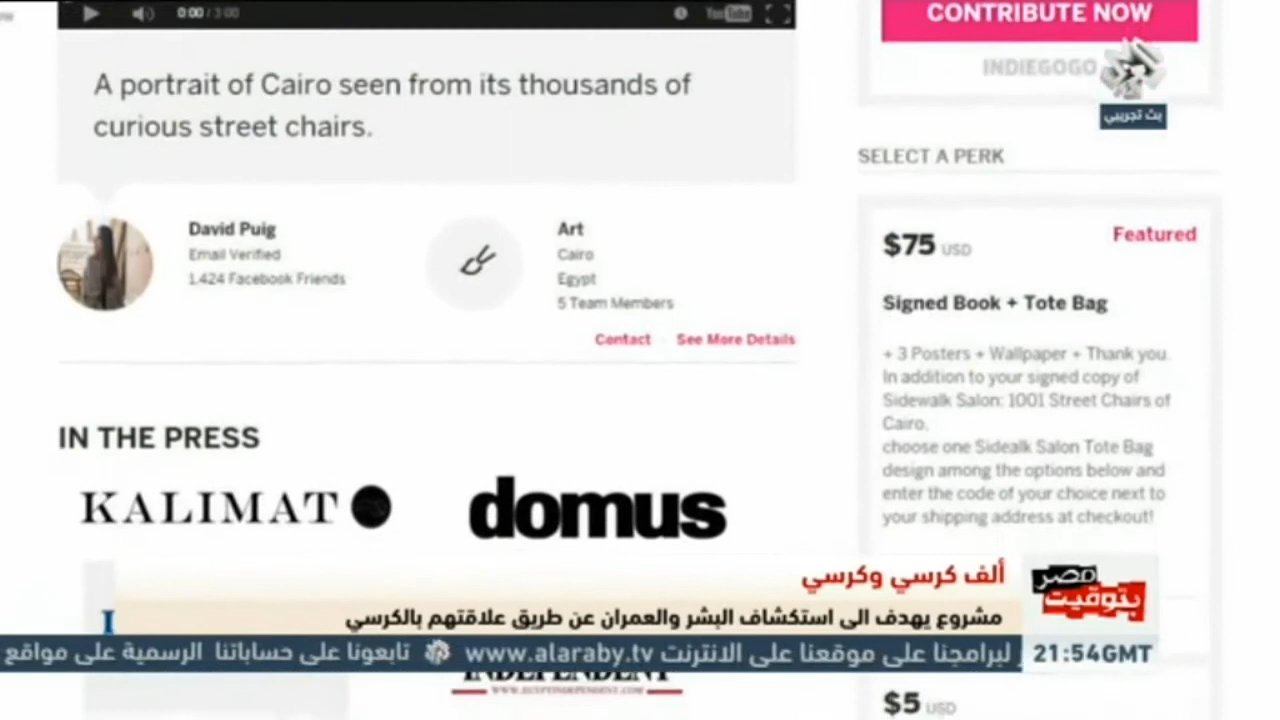 0:00 / 3:00
YouTube
CONTRIBUTE NOW
INDIEGOGO
بث تجريبي
A portrait of Cairo seen from its thousands of
curious street chairs.
SELECT A PERK
David Puig
Email Verified
1,424 Facebook Friends
Art
Cairo
Egypt
5 Team Members
Contact
See More Details
$75 USD
Featured
Signed Book + Tote Bag
+ 3 Posters + Wallpaper + Thank you.
In addition to your signed copy of
Sidewalk Salon: 1001 Street Chairs of
Cairo,
choose one Sidealk Salon Tote Bag
design among the options below and
enter the code of your choice next to
your shipping address at checkout!
IN THE PRESS
KALIMAT
domus
ألف كرسي وكرسي
مشروع يهدف الى استكشاف البشر والعمران عن طريق علاقتهم بالكرسي
مصر
بتوقيت
لبرامجنا على موقعنا على الانترنت www.alaraby.tv تابعونا على حساباتنا الرسمية على مواقع
21:54GMT
INDEPENDENT
WWW.EGYPTINDEPENDENT.COM
$5 USD